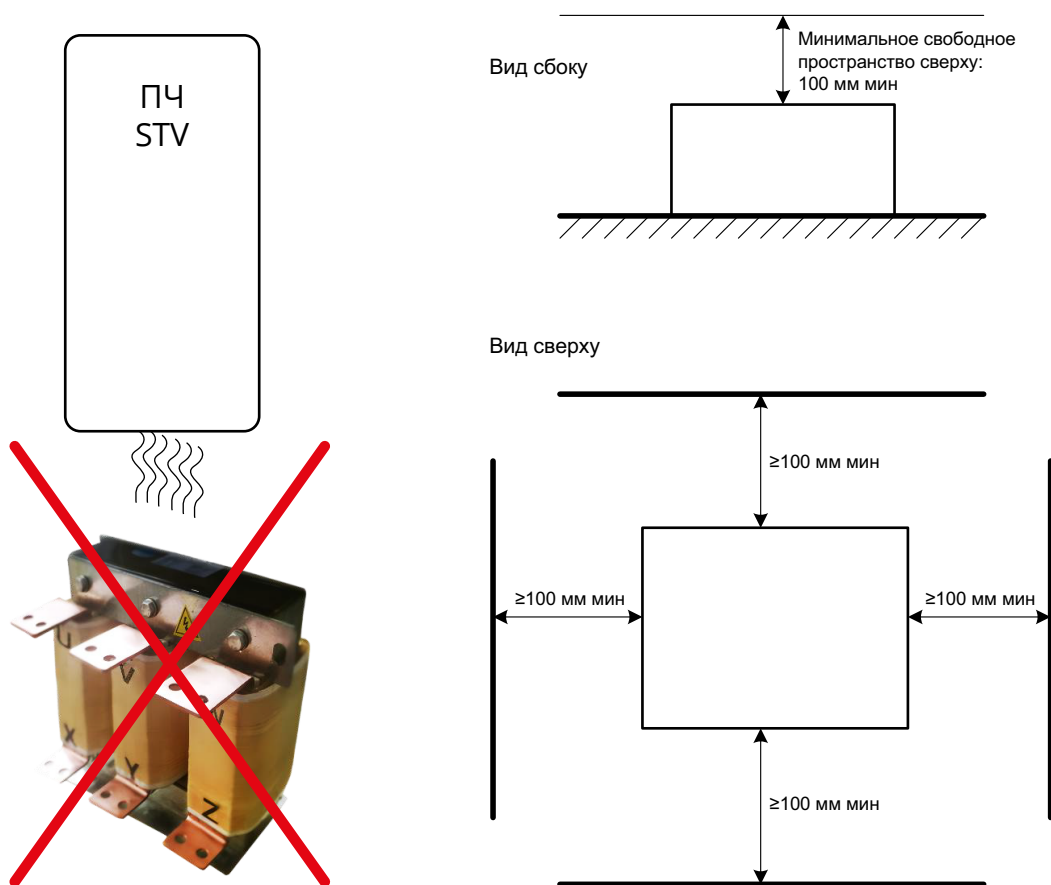 ПЧ
STV
Вид сбоку
Минимальное свободное
пространство сверху:
100 мм мин
Вид сверху
≥100 мм мин
≥100 мм мин
≥100 мм мин
≥100 мм мин
U
V
W
X
Y
Z